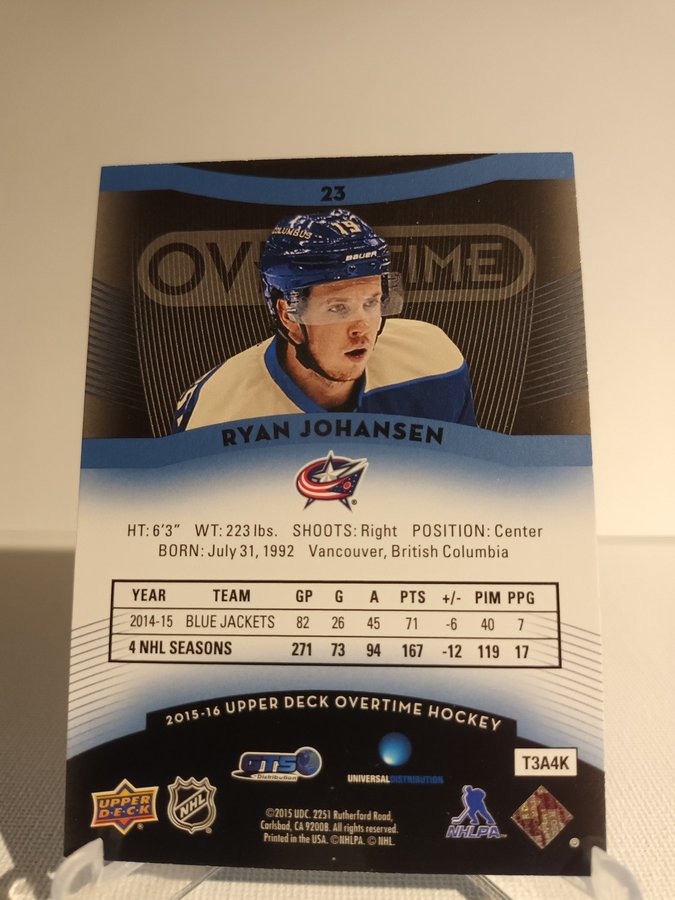 23
OVERTIME
COLUMBUS
19
BAUER
RYAN JOHANSEN
HT: 6'3" WT: 223 lbs. SHOOTS: Right POSITION: Center
BORN: July 31, 1992 Vancouver, British Columbia
YEAR TEAM GP G A PTS +/- PIM PPG
2014-15 BLUE JACKETS 82 26 45 71 -6 40 7
4 NHL SEASONS 271 73 94 167 -12 119 17
2015-16 UPPER DECK OVERTIME HOCKEY
GTS
Distribution
UNIVERSALDISTRIBUTION
T3A4K
UPPER
DECK
NHL
NHLPA
©2015 UDC. 2251 Rutherford Road,
Carlsbad, CA 92008. All rights reserved.
Printed in the USA. ©NHLPA. © NHL.